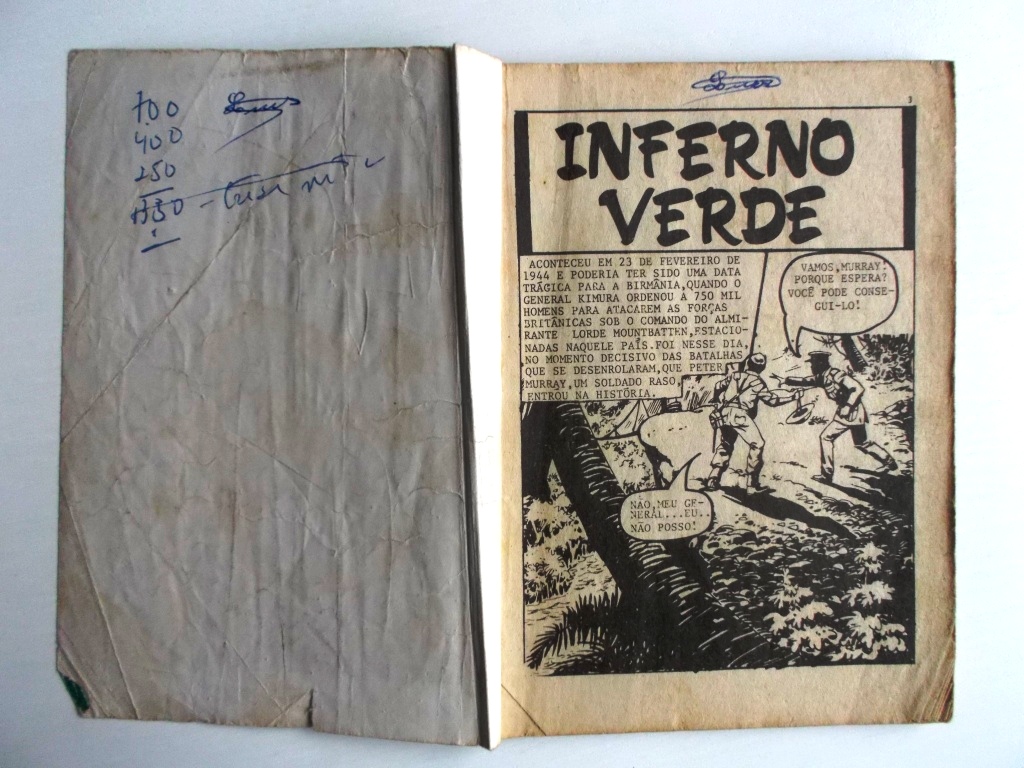 700
400
250
3
INFERNO
VERDE
ACONTECEU EM 23 DE FEVEREIRO DE
1944 E PODERIA TER SIDO UMA DATA
TRÁGICA PARA A BIRMÂNIA,QUANDO O
GENERAL KIMURA ORDENOU A 750 MIL
HOMENS PARA ATACAREM AS FORÇAS
BRITÂNICAS SOB O COMANDO DO ALMI-
RANTE LORDE MOUNTBATTEN,ESTACIO-
NADAS NAQUELE PAÍS.FOI NESSE DIA,
NO MOMENTO DECISIVO DAS BATALHAS
QUE SE DESENROLARAM,QUE PETER
MURRAY,UM SOLDADO RASO,
ENTROU NA HISTÓRIA.
VAMOS,MURRAY!
PORQUE ESPERA?
VOCÊ PODE CONSE-
GUI-LO!
NÃO,MEU GE-
NERAL...EU..
NÃO POSSO!